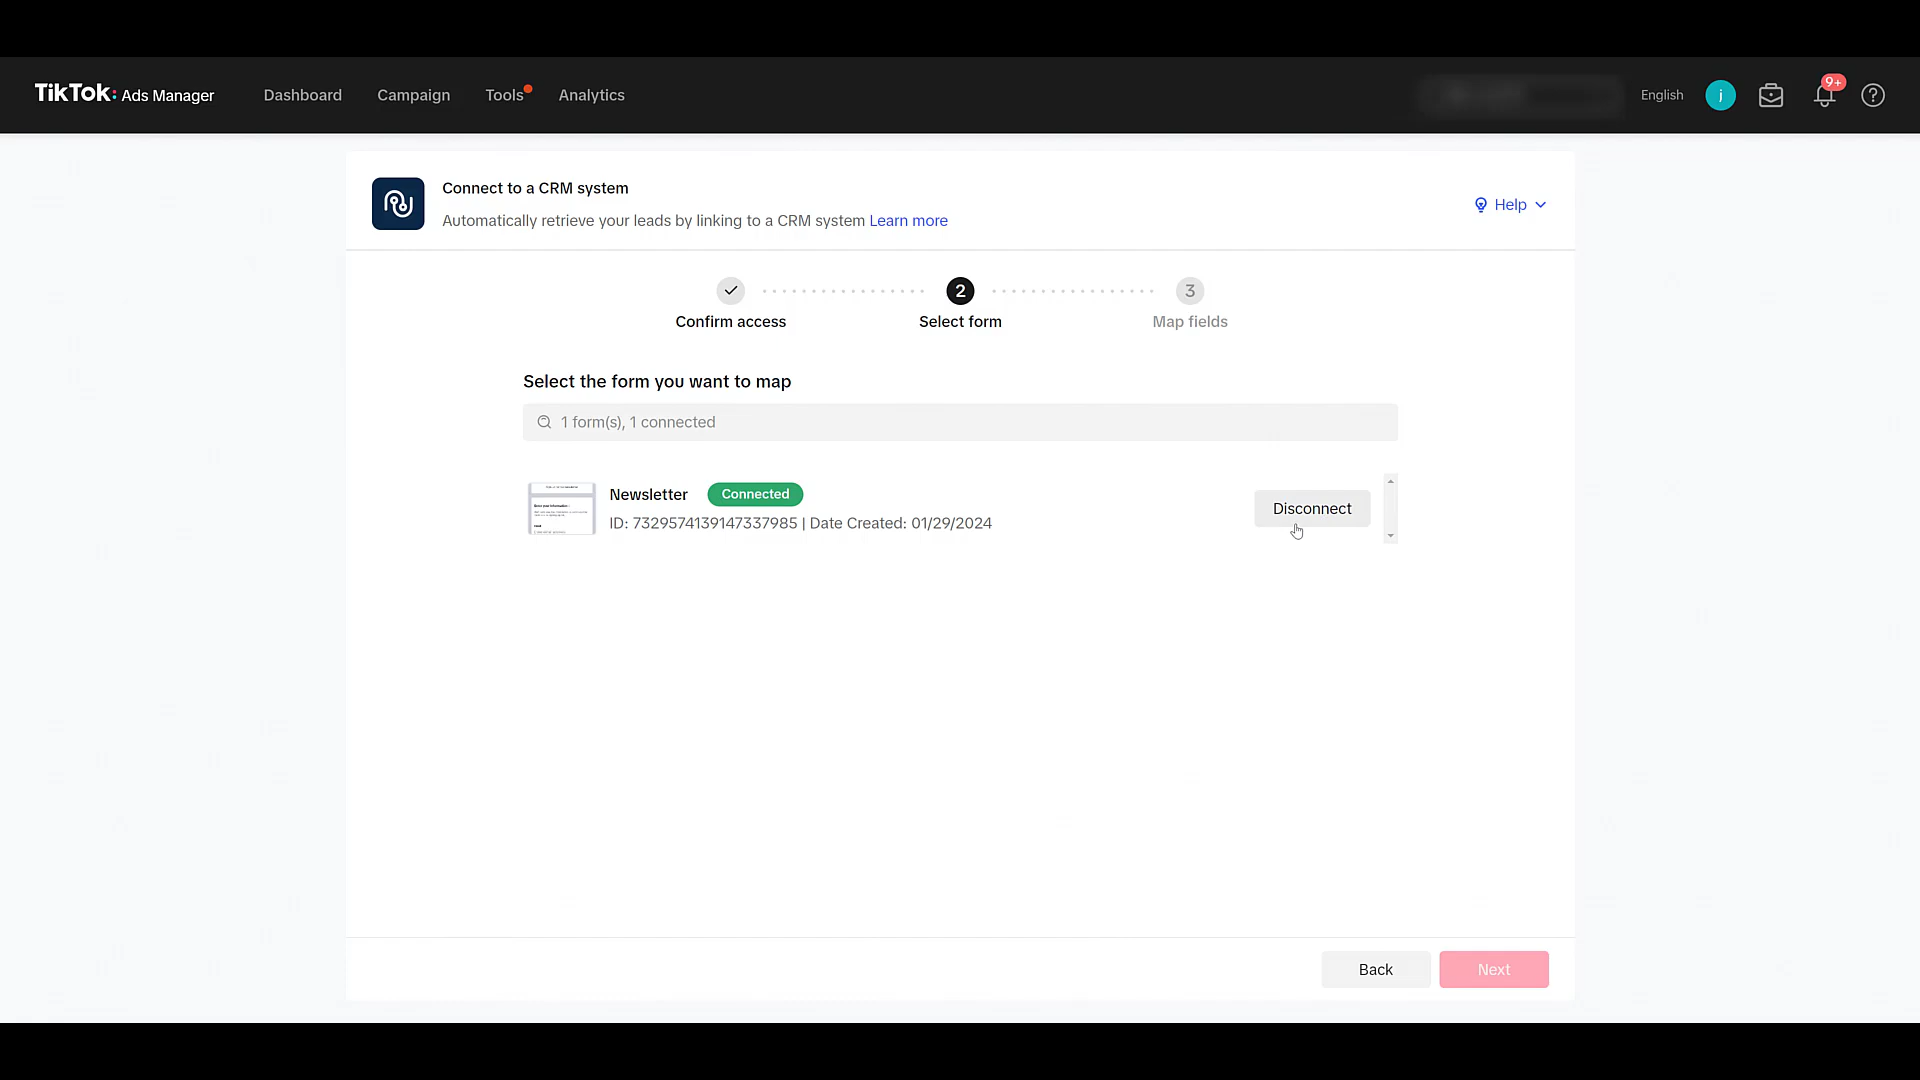 TikTok: Ads Manager
Dashboard
Campaign
Tools
Analytics
English
j
9+
Connect to a CRM system
Automatically retrieve your leads by linking to a CRM system Learn more
Help
2
3
Confirm access
Select form
Map fields
Select the form you want to map
1 form(s), 1 connected
Newsletter
Connected
ID: 7329574139147337985 | Date Created: 01/29/2024
Disconnect
Back
Next